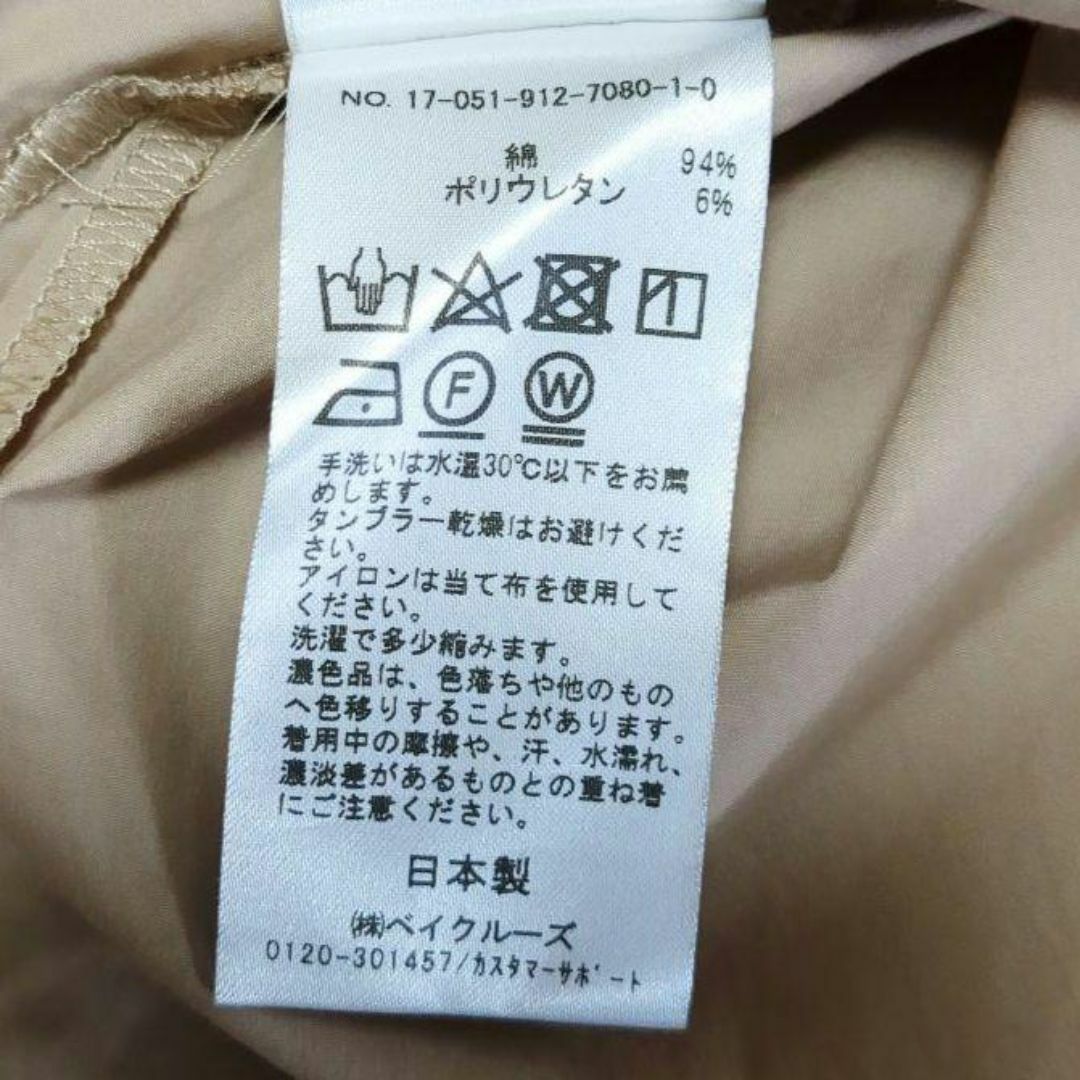 NO. 17-051-912-7080-1-0
綿 94%
ポリウレタン 6%
F W
手洗いは水温30℃以下をお薦
めします。
タンブラー乾燥はお避けくだ
さい。
アイロンは当て布を使用して
ください。
洗濯で多少縮みます。
濃色品は、色落ちや他のもの
へ色移りすることがあります。
着用中の摩擦や、汗、水濡れ、
濃淡差があるものとの重ね着
にご注意ください。
日本製
㈱ベイクルーズ
0120-301457/ｶｽﾀﾏｰｻﾎﾟｰﾄ